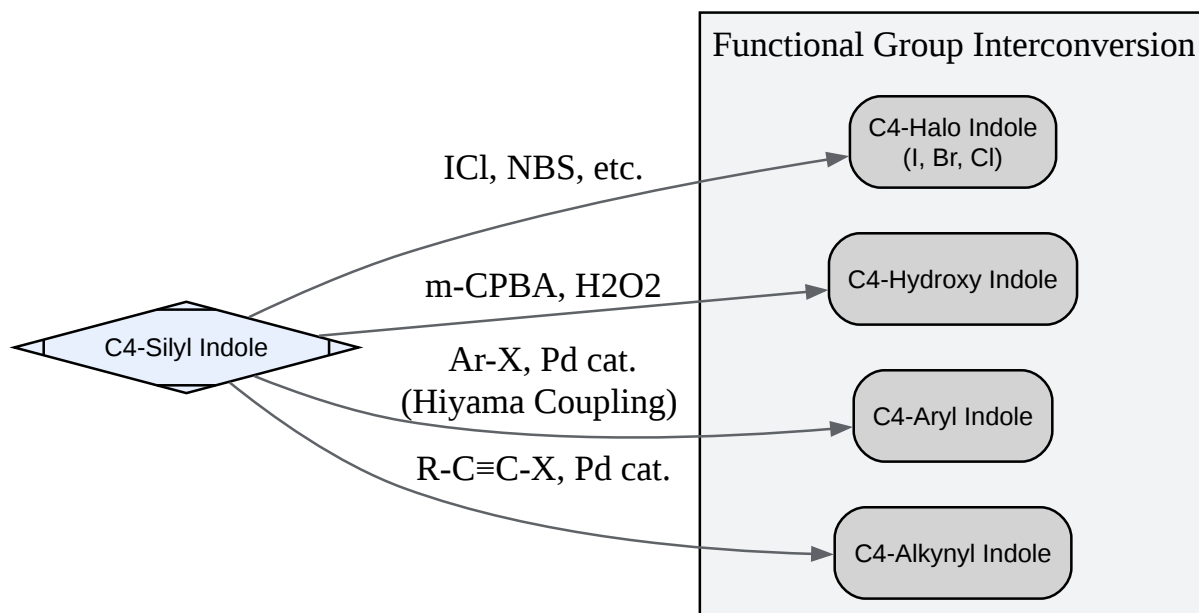 Functional Group Interconversion
C4-Halo Indole
(I, Br, Cl)
ICl, NBS, etc.
C4-Hydroxy Indole
m-CPBA, H2O2
C4-Silyl Indole
Ar-X, Pd cat.
(Hiyama Coupling)
C4-Aryl Indole
R-C≡C-X, Pd cat.
C4-Alkynyl Indole